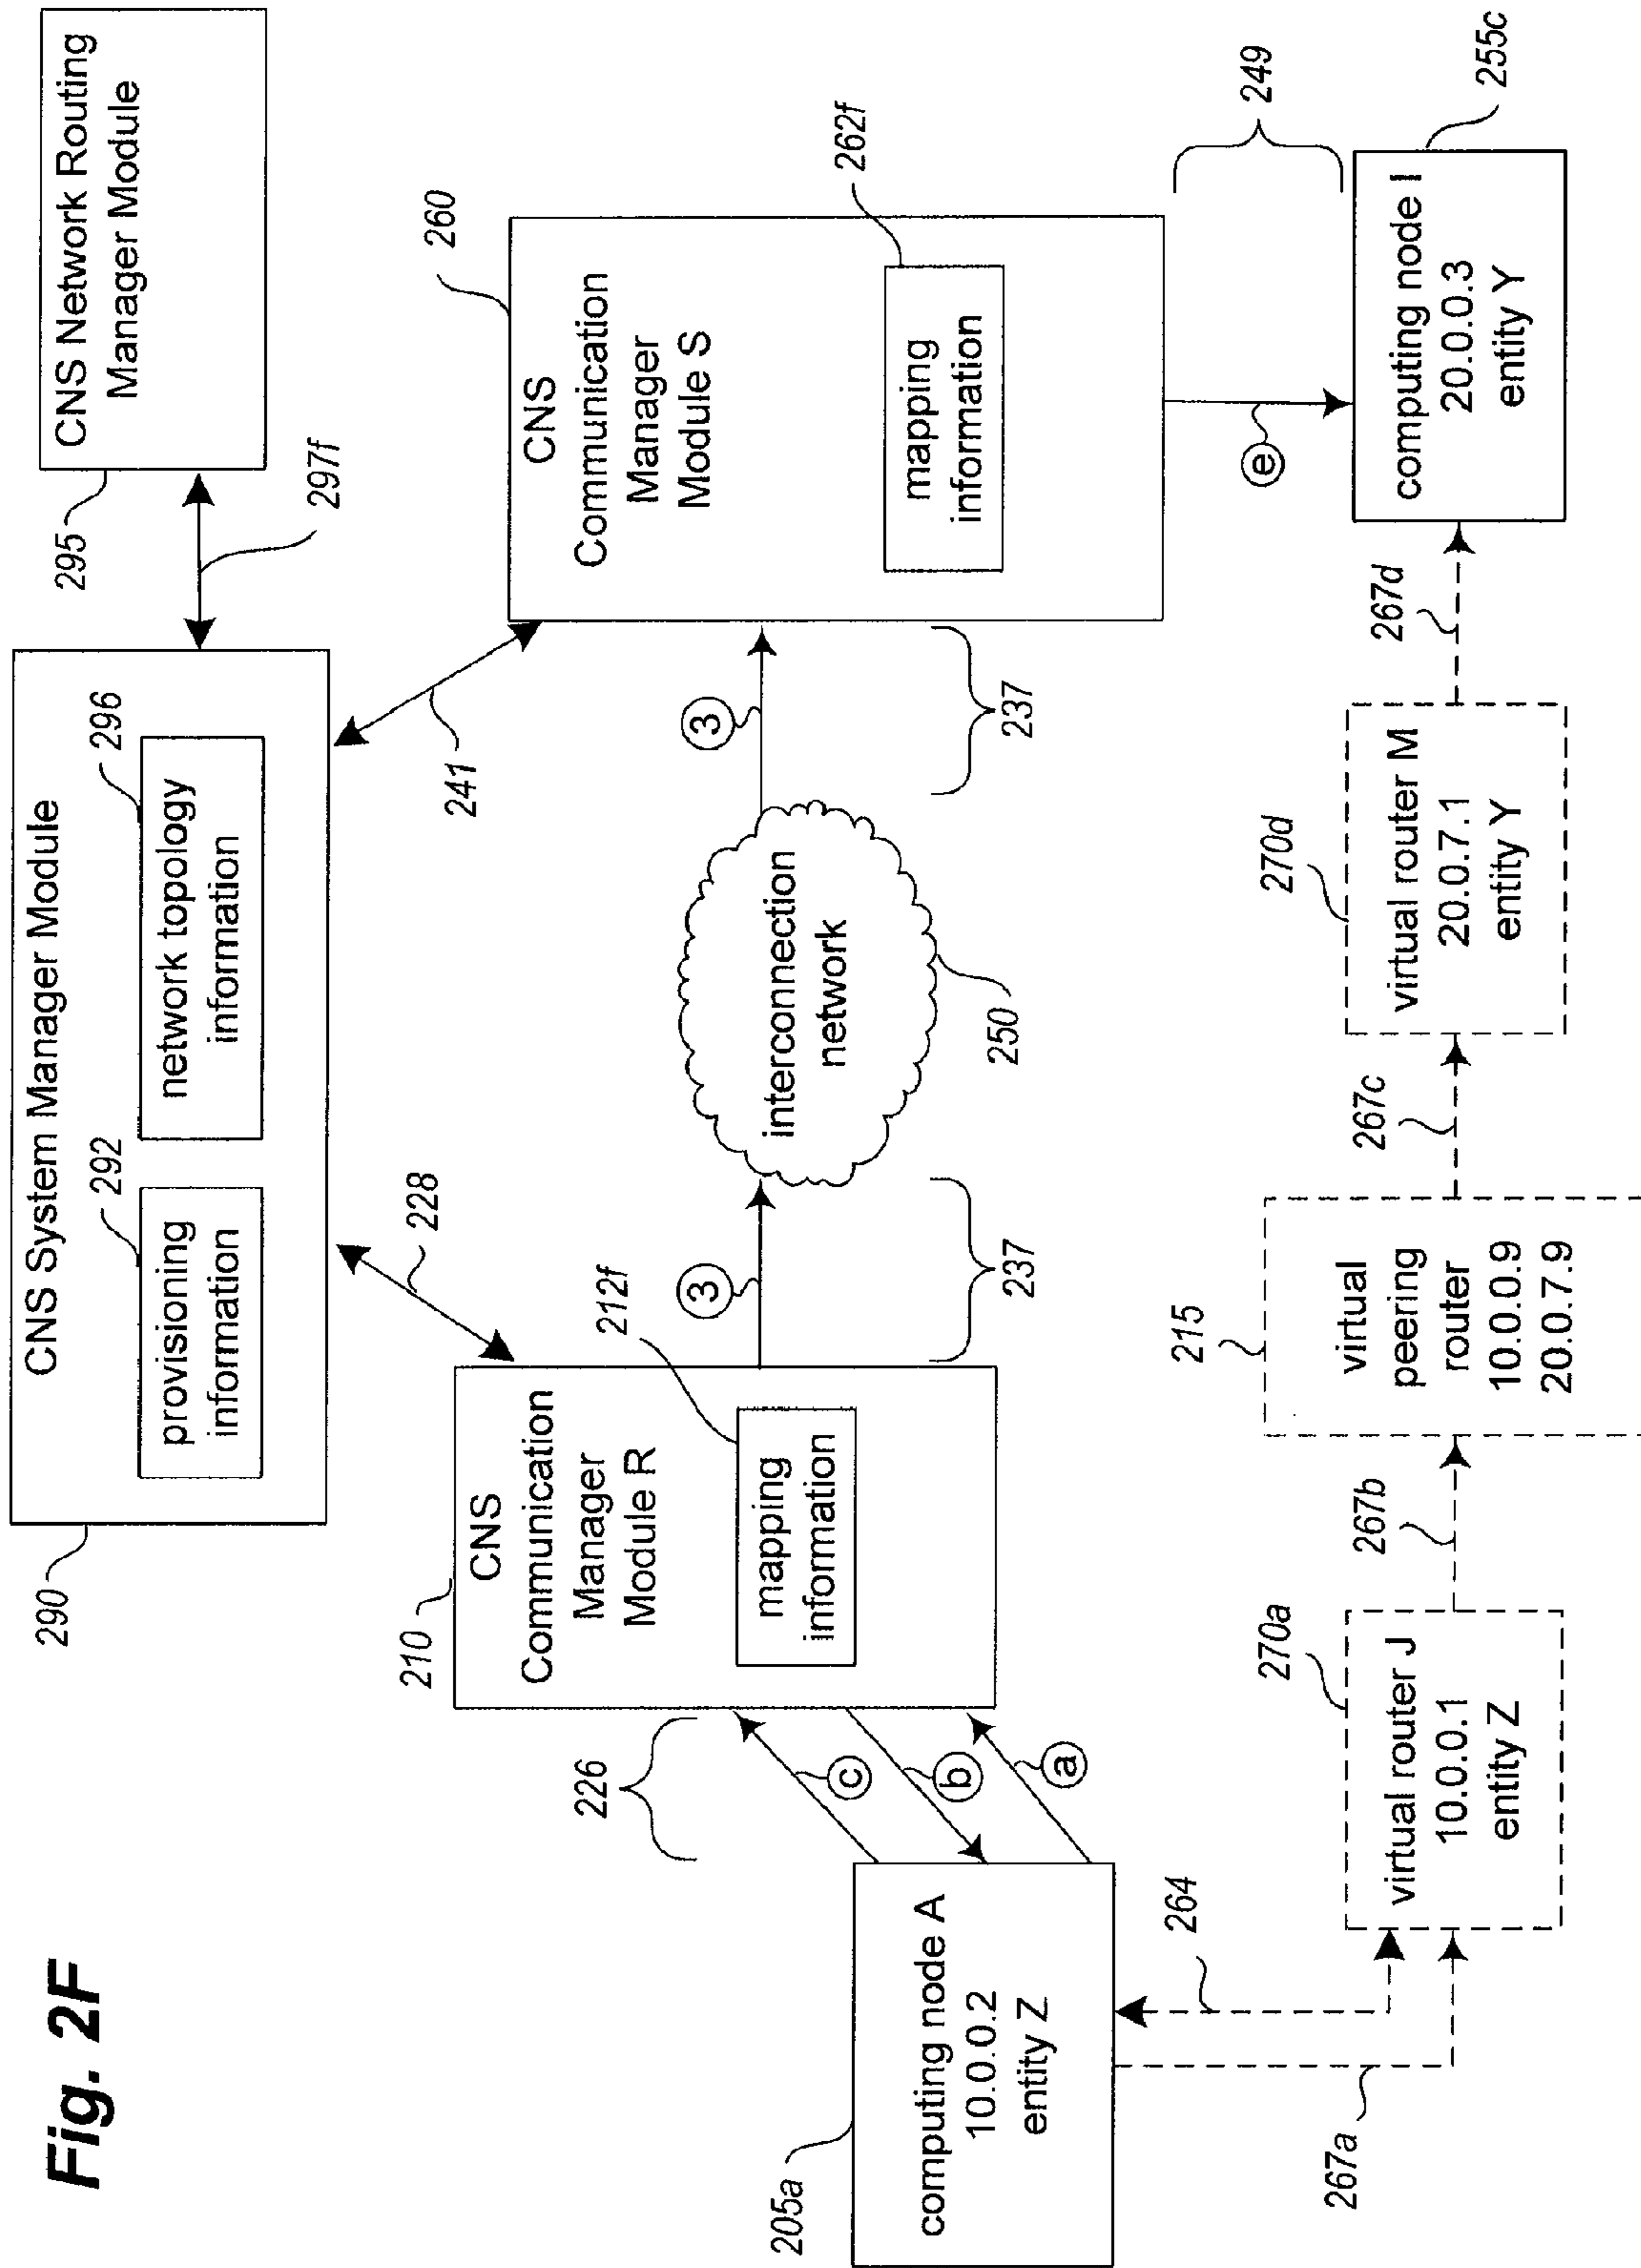 Fig. 2F
290
CNS System Manager Module
provisioning
information
292
network topology
information
296
295
CNS Network Routing
Manager Module
297f
228
241
210
CNS
Communication
Manager
Module R
212f
mapping
information
260
CNS
Communication
Manager
Module S
262f
mapping
information
226
c
b
a
3
237
interconnection
network
250
3
237
e
249
205a
computing node A
10.0.0.2
entity Z
264
267a
270a
virtual router J
10.0.0.1
entity Z
267b
215
virtual
peering
router
10.0.0.9
20.0.7.9
267c
270d
virtual router M
20.0.7.1
entity Y
267d
255c
computing node I
20.0.0.3
entity Y